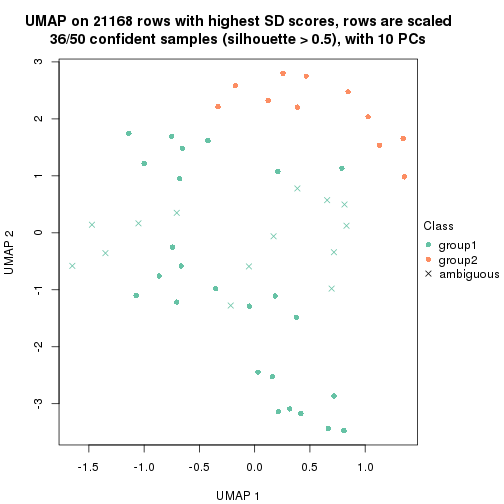 UMAP on 21168 rows with highest SD scores, rows are scaled
36/50 confident samples (silhouette > 0.5), with 10 PCs
3
2
1
0
-1
-2
-3
UMAP 2
-1.5 -1.0 -0.5 0.0 0.5 1.0
UMAP 1
Class
group1
group2
ambiguous